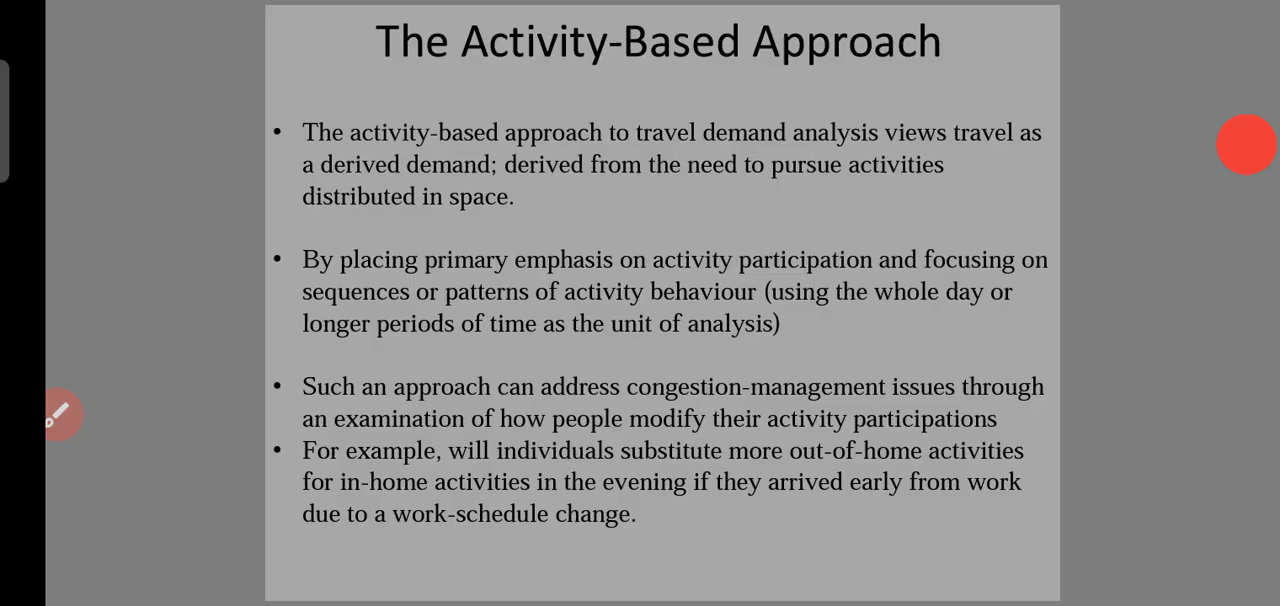 The Activity-Based Approach
• The activity-based approach to travel demand analysis views travel as
a derived demand; derived from the need to pursue activities
distributed in space.
• By placing primary emphasis on activity participation and focusing on
sequences or patterns of activity behaviour (using the whole day or
longer periods of time as the unit of analysis)
• Such an approach can address congestion-management issues through
an examination of how people modify their activity participations
• For example, will individuals substitute more out-of-home activities
for in-home activities in the evening if they arrived early from work
due to a work-schedule change.